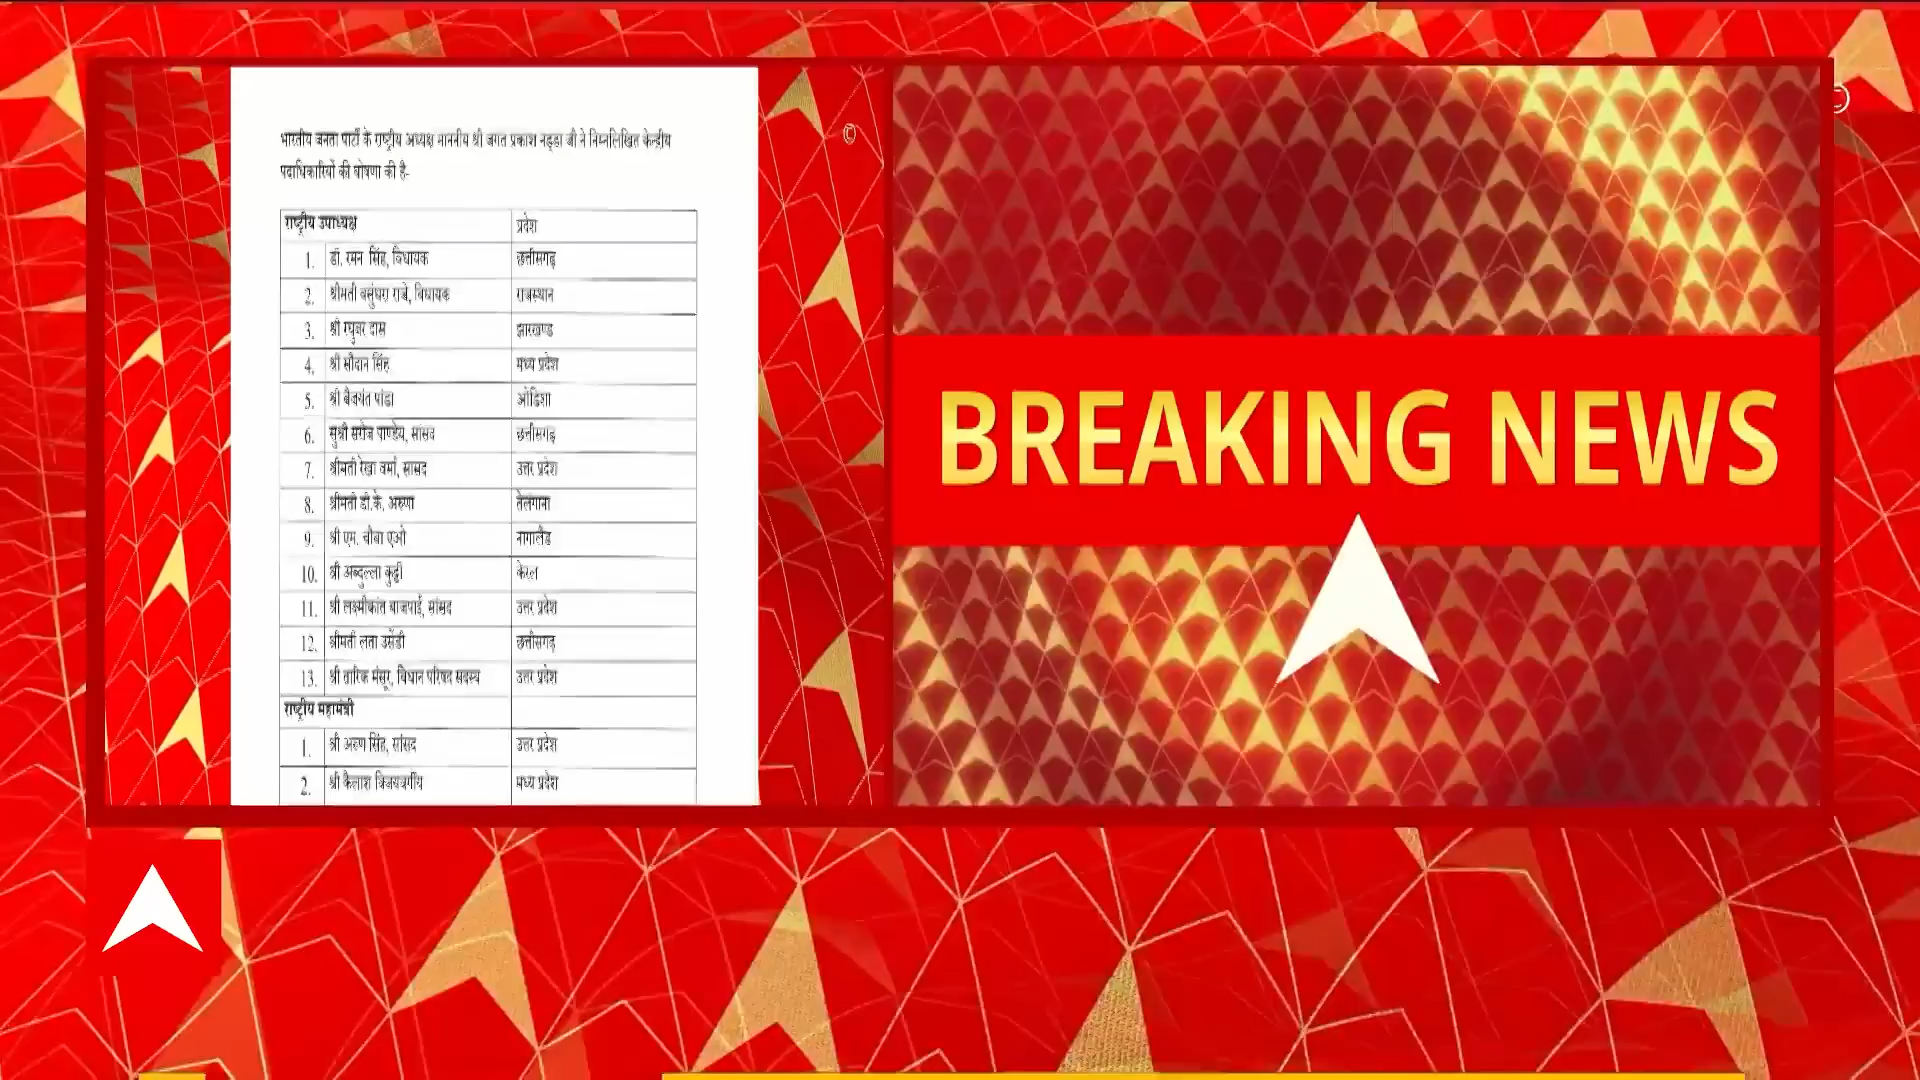 भारतीय जनता पार्टी के राष्ट्रीय अध्यक्ष माननीय श्री जगत प्रकाश नड्डा जी ने निम्नलिखित केन्द्रीय
पदाधिकारियों की घोषणा की है-
राष्ट्रीय उपाध्यक्ष प्रदेश
1. डॉ. रमन सिंह, विधायक छत्तीसगढ़
2. श्रीमती वसुंधरा राजे, विधायक राजस्थान
3. श्री रघुबर दास झारखण्ड
4. श्री सौदान सिंह मध्य प्रदेश
5. श्री बैजयंत पांडा ओडिशा
6. सुश्री सरोज पाण्डेय, सांसद छत्तीसगढ़
7. श्रीमती रेखा वर्मा, सांसद उत्तर प्रदेश
8. श्रीमती डी.के. अरुणा तेलंगाना
9. श्री एम. चौबा एओ नागालैंड
10. श्री अब्दुल्ला कुट्टी केरल
11. श्री लक्ष्मीकांत बाजपाई, सांसद उत्तर प्रदेश
12. श्रीमती लता उसेंडी छत्तीसगढ़
13. श्री तारिक मंसूर, विधान परिषद सदस्य उत्तर प्रदेश
राष्ट्रीय महामंत्री
1. श्री अरुण सिंह, सांसद उत्तर प्रदेश
2. श्री कैलाश विजयवर्गीय मध्य प्रदेश
©
BREAKING NEWS
©